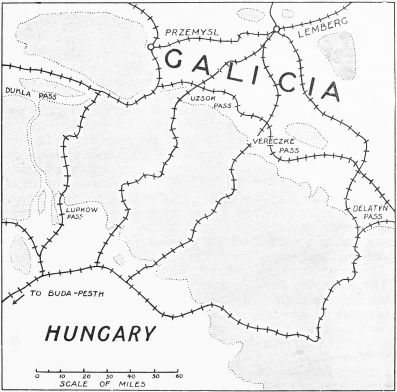 PRZEMYSL
LEMBERG
GALICIA
DUKLA PASS
UZSOK PASS
VERECZKE PASS
LUPKOW PASS
DELATYN PASS
TO BUDA-PESTH
HUNGARY
0 10 20 30 40 50 60
SCALE OF MILES